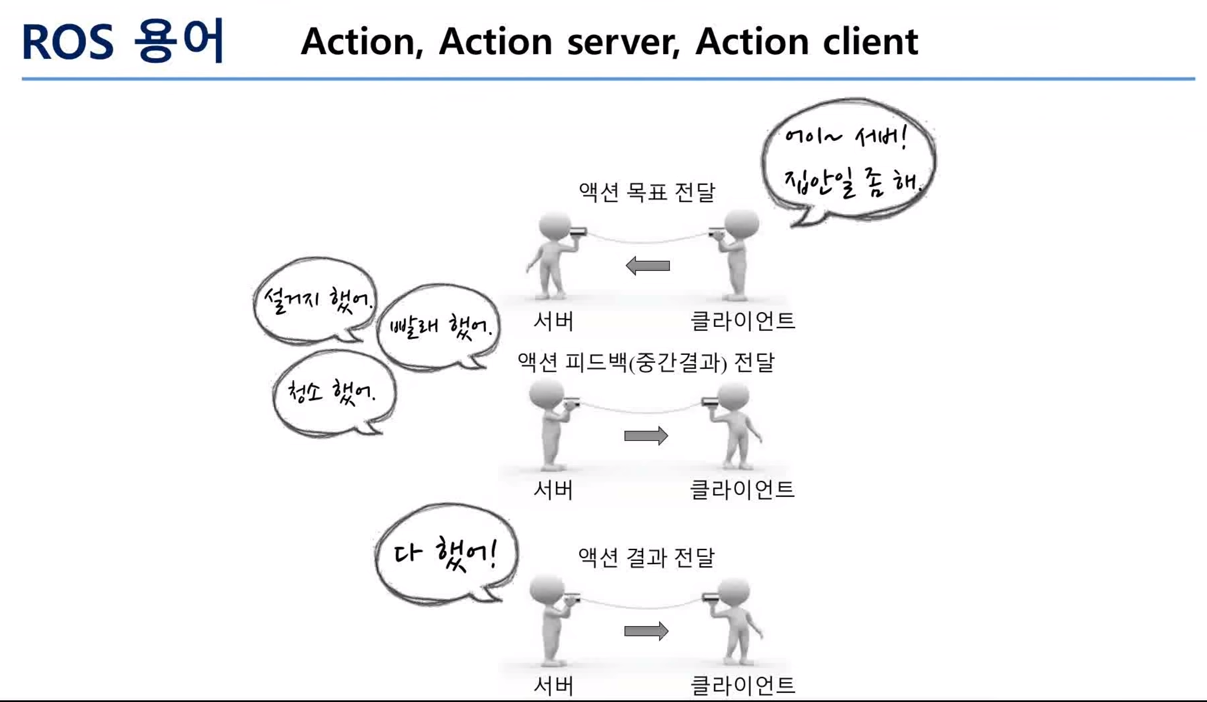 ROS 용어 Action, Action server, Action client
어이~ 서버!
집안일 좀 해.
액션 목표 전달
서버 클라이언트
설거지 했어.
빨래 했어.
청소 했어.
액션 피드백(중간결과) 전달
서버 클라이언트
다 했어!
액션 결과 전달
서버 클라이언트